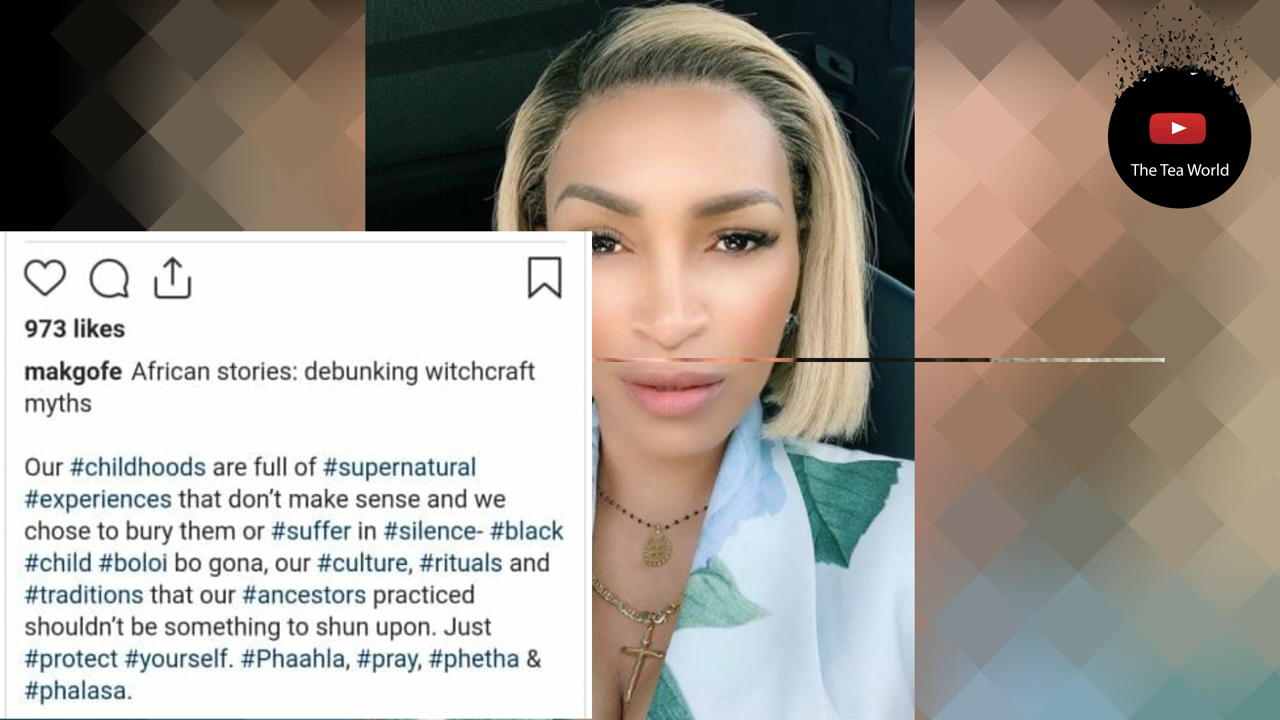 The Tea World
973 likes
makgofe African stories: debunking witchcraft
myths
Our #childhoods are full of #supernatural
#experiences that don’t make sense and we
chose to bury them or #suffer in #silence- #black
#child #boloi bo gona, our #culture, #rituals and
#traditions that our #ancestors practiced
shouldn’t be something to shun upon. Just
#protect #yourself. #Phaahla, #pray, #phetha &
#phalasa.